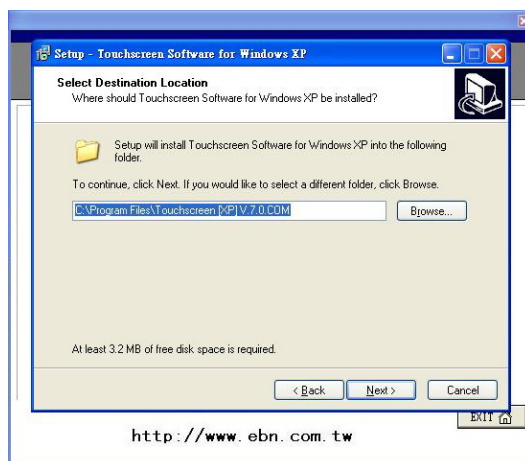 Setup - Touchscreen Software for Windows XP
Select Destination Location
Where should Touchscreen Software for Windows XP be installed?
Setup will install Touchscreen Software for Windows XP into the following
folder.
To continue, click Next. If you would like to select a different folder, click Browse.
C:\Program Files\Touchscreen [XP] V.7.0.COM
Browse...
At least 3.2 MB of free disk space is required.
< Back
Next >
Cancel
EXIT
http://www.ebn.com.tw